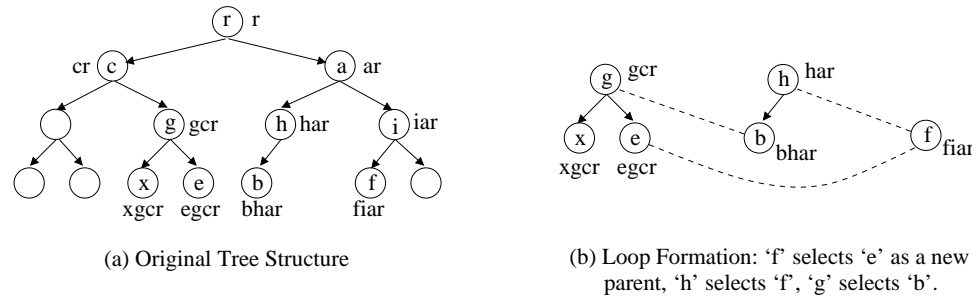 r r
cr c a ar
g gcr h har i iar
x e b f
xgcr egcr bhar fiar
(a) Original Tree Structure
g gcr h har
x e b f
xgcr egcr bhar fiar
(b) Loop Formation: ‘f’ selects ‘e’ as a new
parent, ‘h’ selects ‘f’, ‘g’ selects ‘b’.